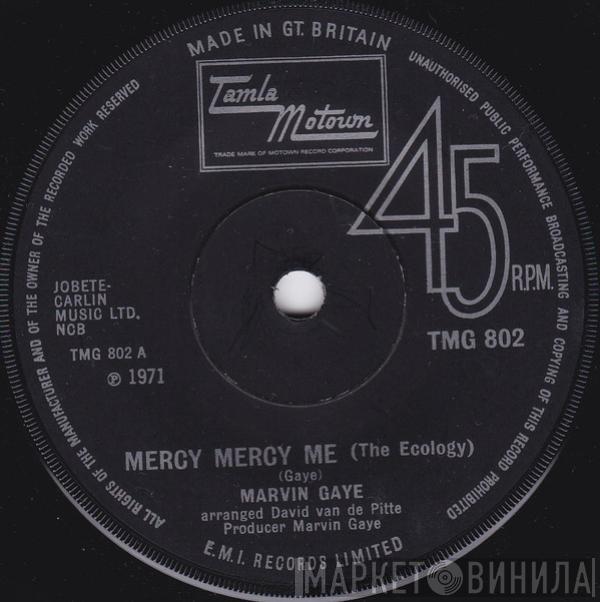 MADE IN GT. BRITAIN
UNAUTHORISED PUBLIC PERFORMANCE BROADCASTING AND COPYING OF THIS RECORD PROHIBITED
ALL RIGHTS OF THE MANUFACTURER AND OF THE OWNER OF THE RECORDED WORK RESERVED
Tamla
Motown
TRADE MARK OF MOTOWN RECORD CORPORATION
45
R.P.M.
TMG 802
JOBETE-
CARLIN
MUSIC LTD.
NCB
TMG 802 A
℗ 1971
MERCY MERCY ME (The Ecology)
(Gaye)
MARVIN GAYE
arranged David van de Pitte
Producer Marvin Gaye
E.M.I. RECORDS LIMITED
МАРКЕТ ВИНИЛА